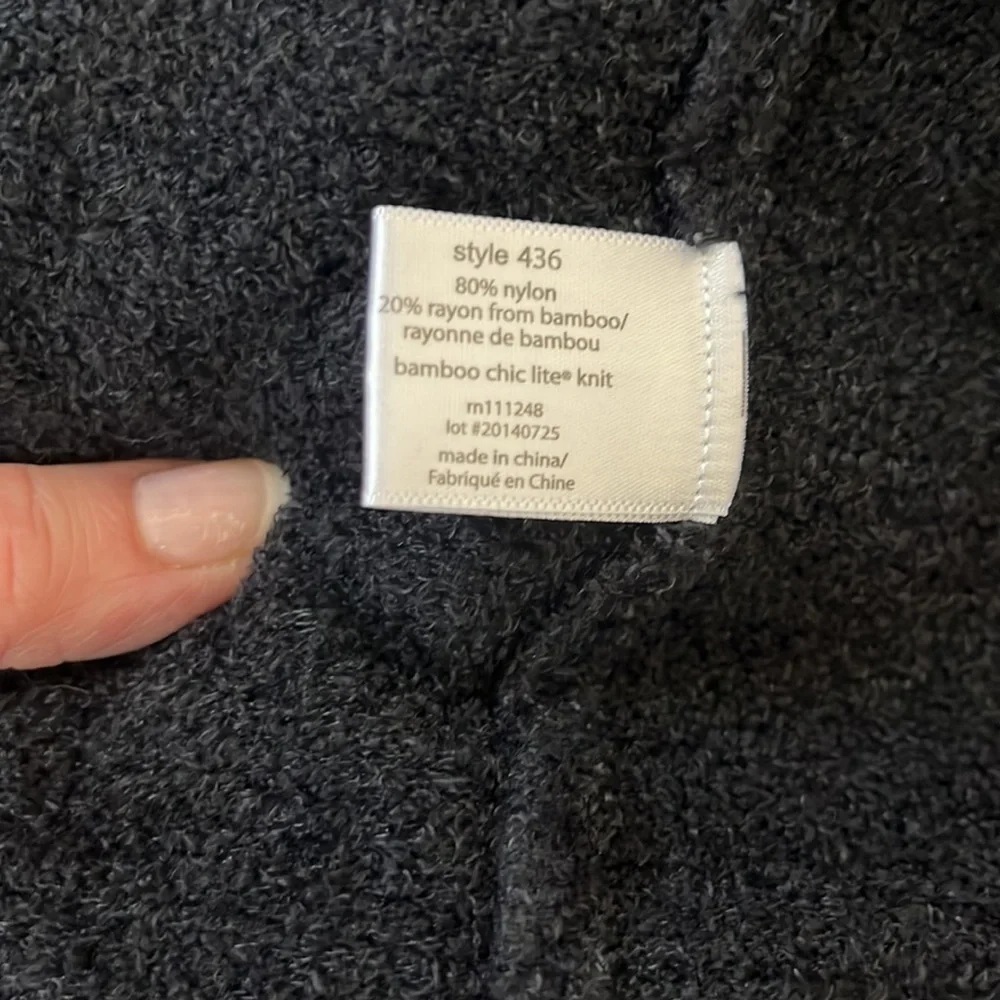 style 436
80% nylon
20% rayon from bamboo/
rayonne de bambou
bamboo chic lite® knit
rn111248
lot #20140725
made in china/
Fabriqué en Chine